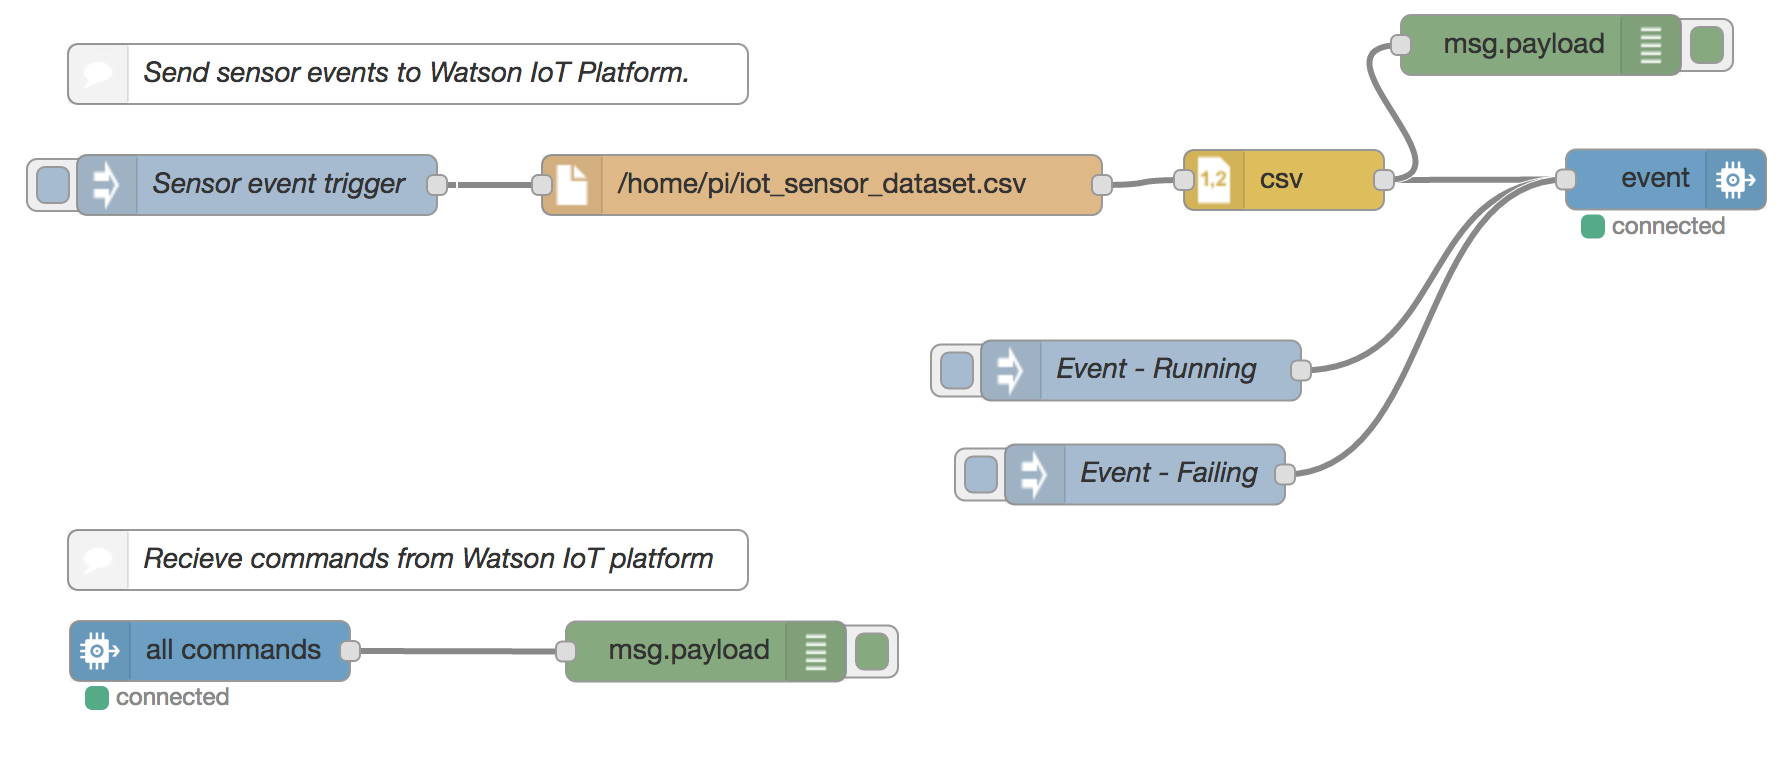 msg.payload
Send sensor events to Watson IoT Platform.
Sensor event trigger
/home/pi/iot_sensor_dataset.csv
1,2
csv
event
connected
Event - Running
Event - Failing
Recieve commands from Watson IoT platform
all commands
msg.payload
connected